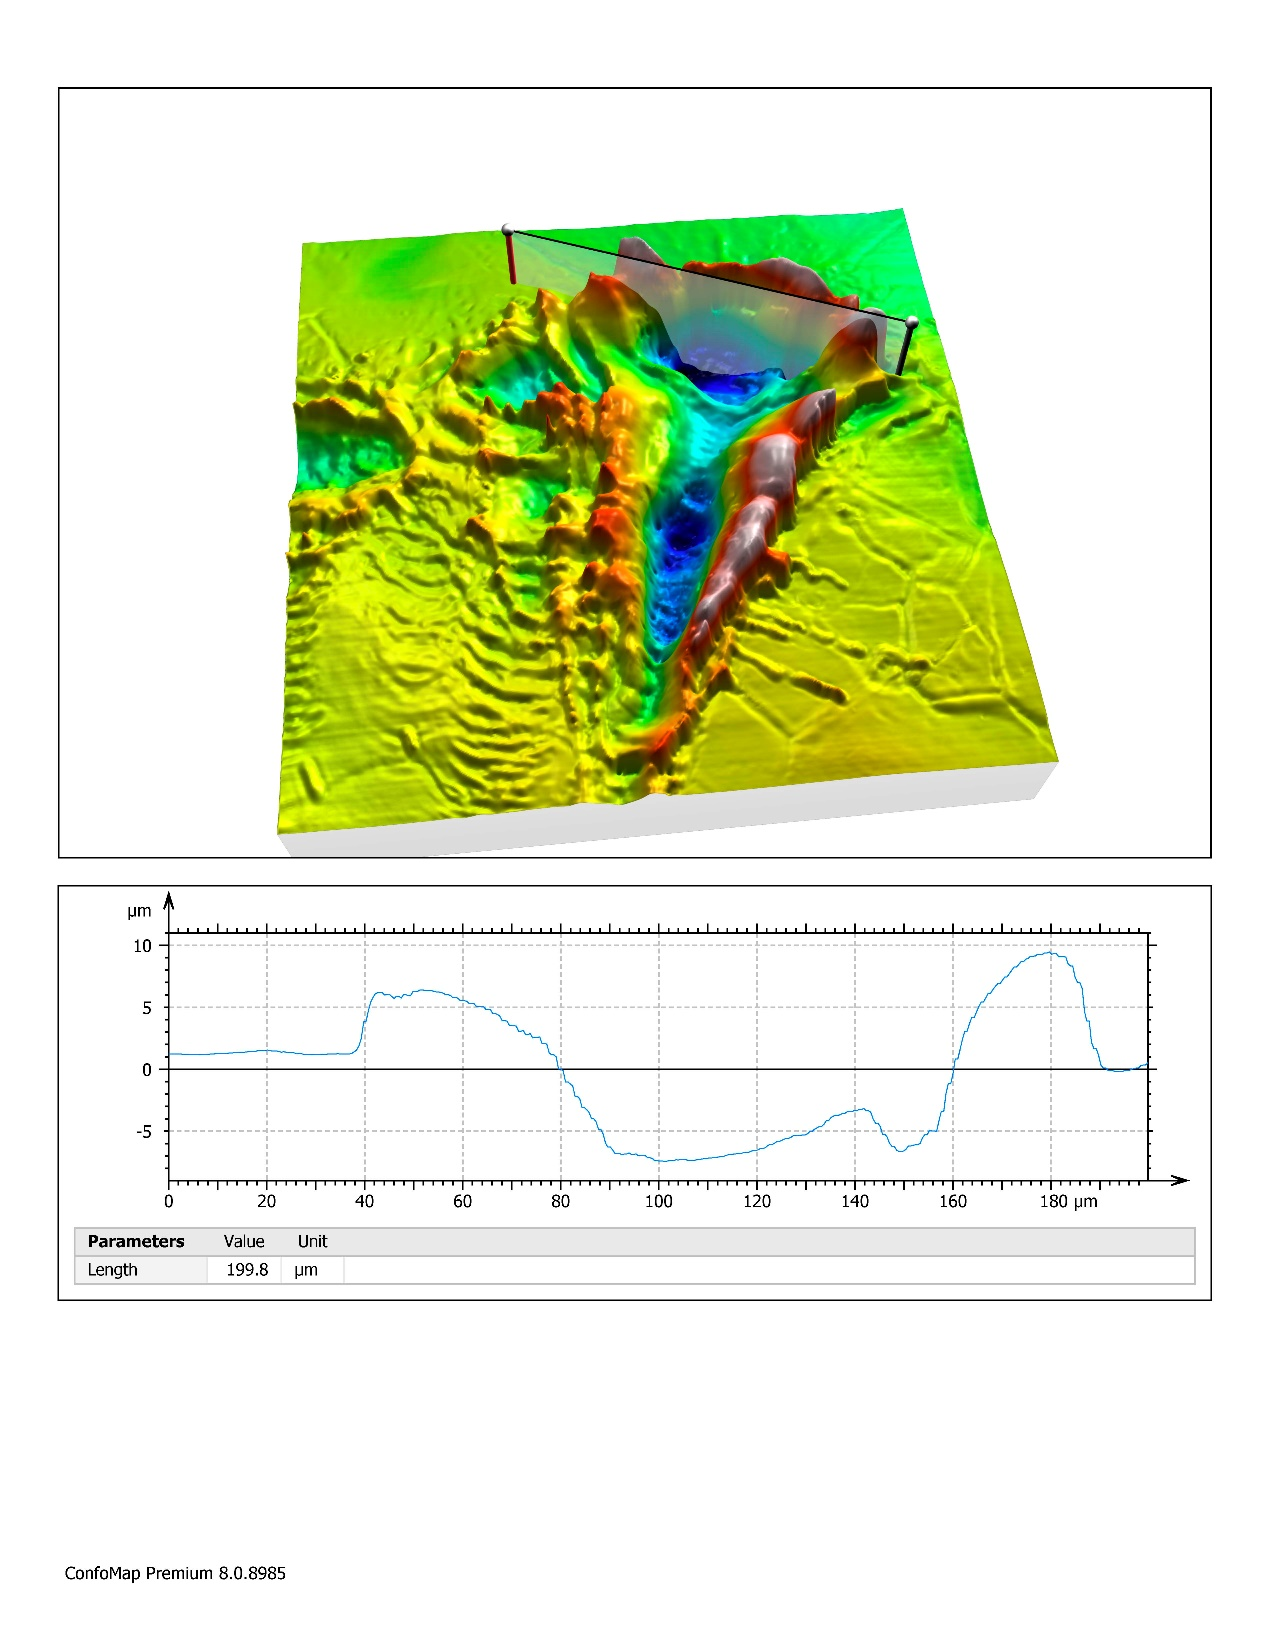 µm
10
5
0
-5
0 20 40 60 80 100 120 140 160 180 µm
Parameters Value Unit
Length 199.8 µm
ConfoMap Premium 8.0.8985